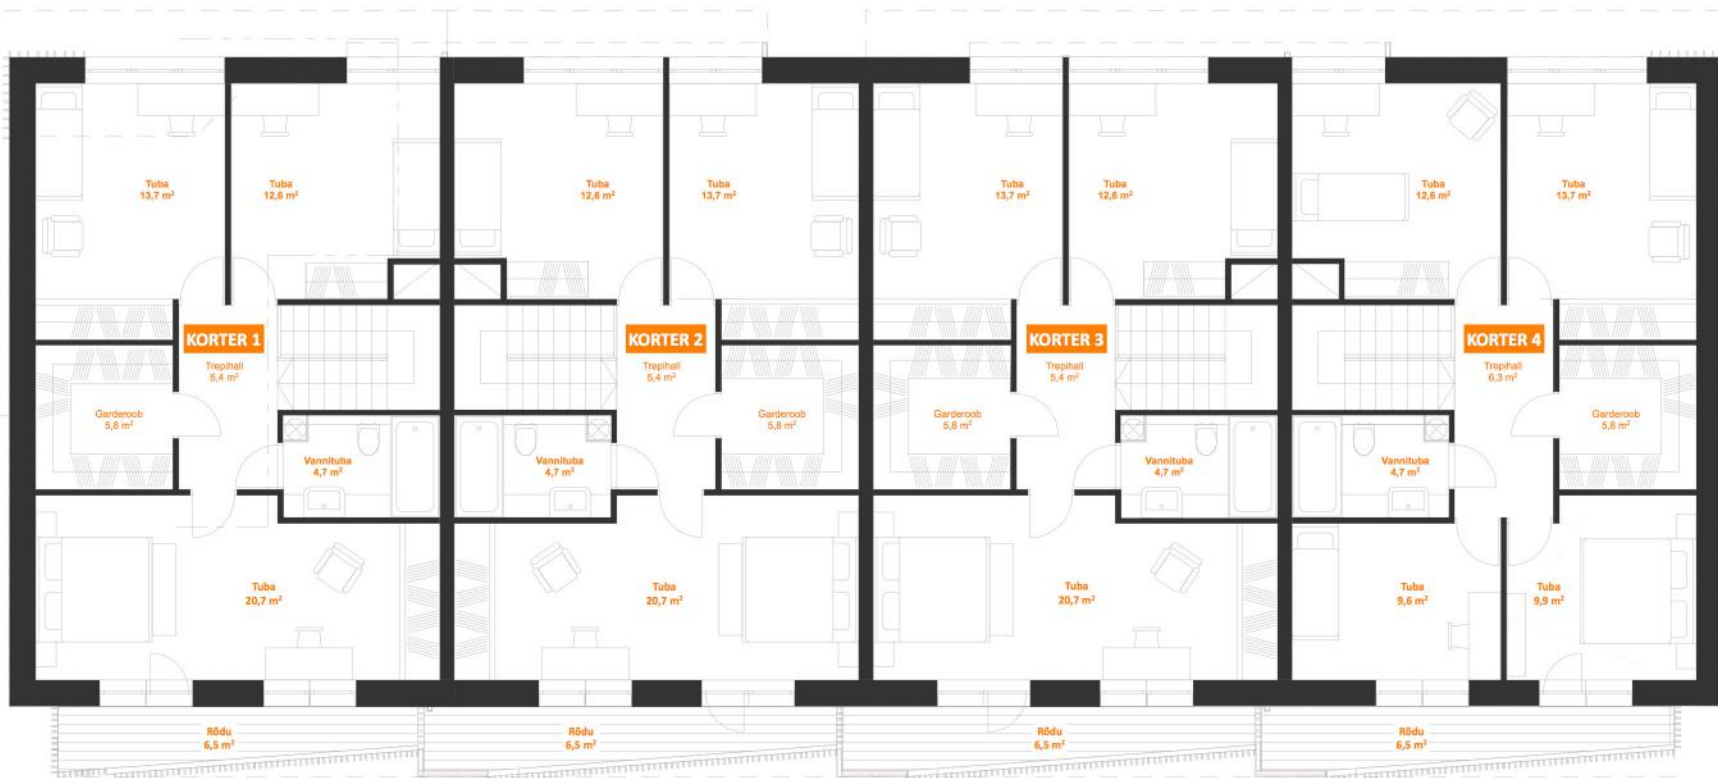 Tuba
13,7 m²
Tuba
12,6 m²
Tuba
12,6 m²
Tuba
13,7 m²
Tuba
13,7 m²
Tuba
12,6 m²
Tuba
12,6 m²
Tuba
13,7 m²
KORTER 1
KORTER 2
KORTER 3
KORTER 4
Trepihall
5,4 m²
Trepihall
5,4 m²
Trepihall
5,4 m²
Trepihall
6,3 m²
Garderoob
5,8 m²
Garderoob
5,8 m²
Garderoob
5,8 m²
Garderoob
5,8 m²
Vannituba
4,7 m²
Vannituba
4,7 m²
Vannituba
4,7 m²
Vannituba
4,7 m²
Tuba
20,7 m²
Tuba
20,7 m²
Tuba
20,7 m²
Tuba
9,6 m²
Tuba
9,9 m²
Rõdu
6,5 m²
Rõdu
6,5 m²
Rõdu
6,5 m²
Rõdu
6,5 m²